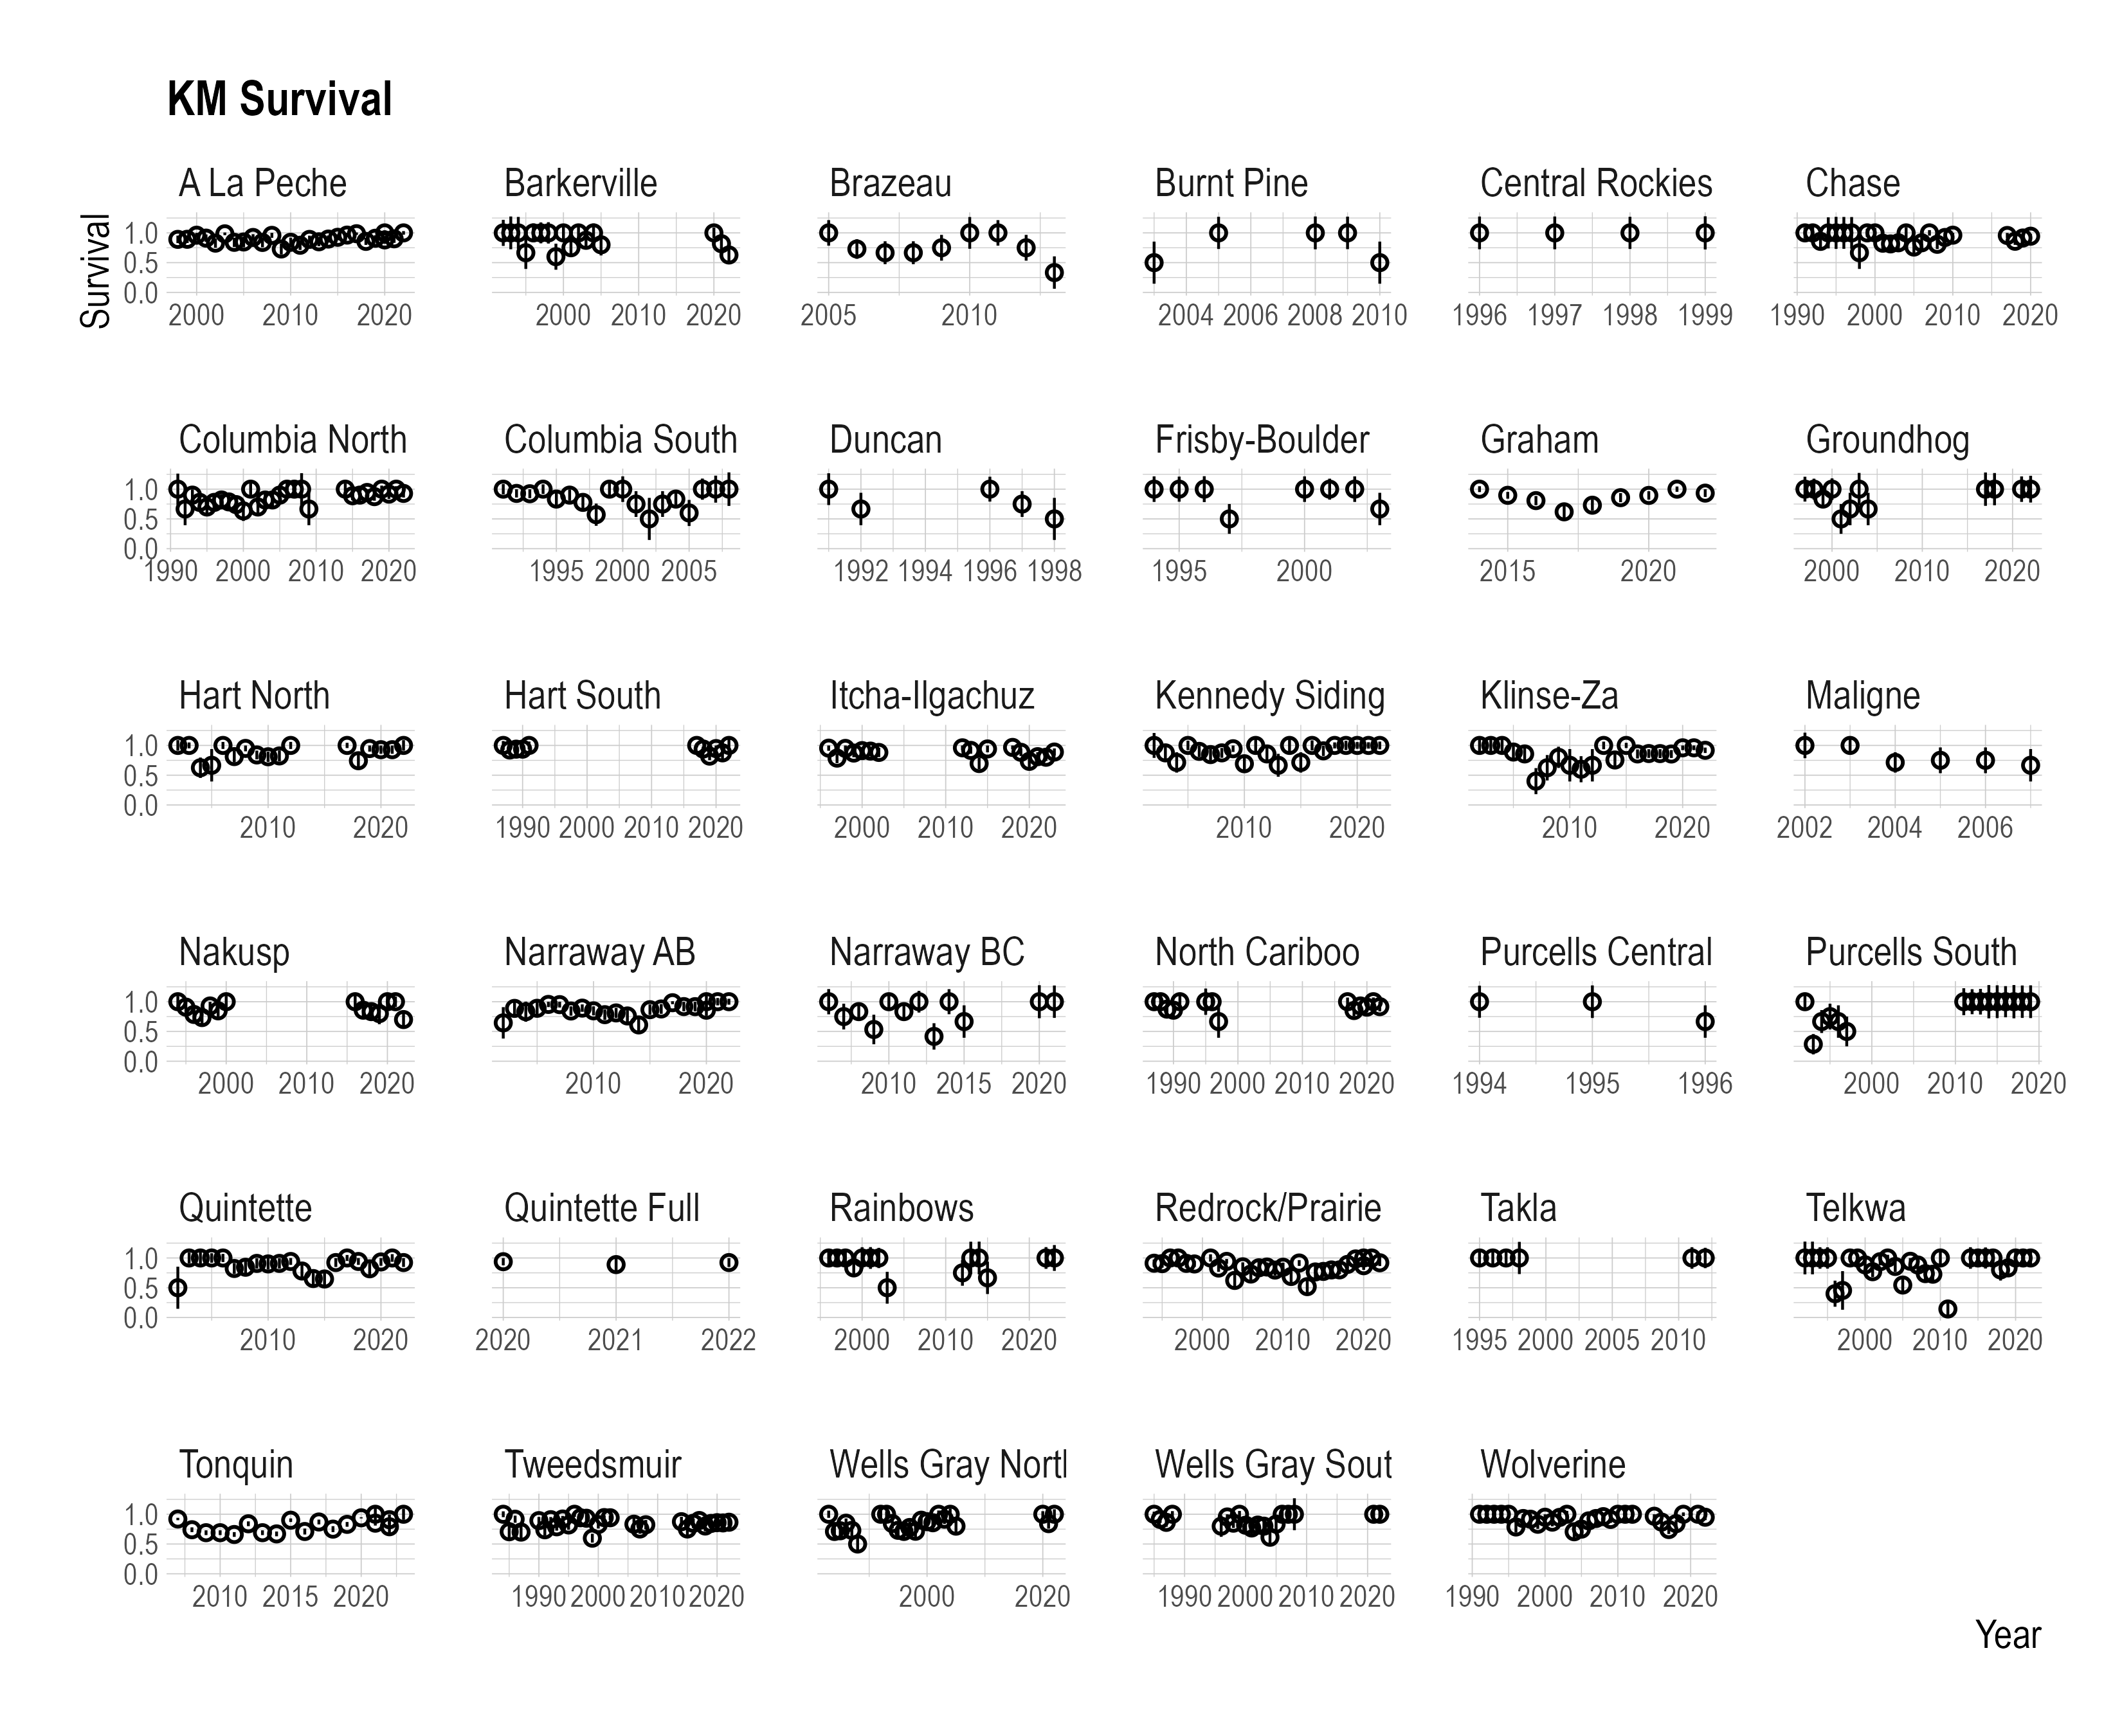 KM Survival
A La Peche Barkerville Brazeau Burnt Pine Central Rockies Chase
Survival
1.0
0.5
0.0
2000 2010 2020 2000 2010 2020 2005 2010 2004 2006 2008 2010 1996 1997 1998 1999 1990 2000 2010 2020
Columbia North Columbia South Duncan Frisby-Boulder Graham Groundhog
1.0
0.5
0.0
1990 2000 2010 2020 1995 2000 2005 1992 1994 1996 1998 1995 2000 2015 2020 2000 2010 2020
Hart North Hart South Itcha-Ilgachuz Kennedy Siding Klinse-Za Maligne
1.0
0.5
0.0
2010 2020 1990 2000 2010 2020 2000 2010 2020 2010 2020 2010 2020 2002 2004 2006
Nakusp Narraway AB Narraway BC North Cariboo Purcells Central Purcells South
1.0
0.5
0.0
2000 2010 2020 2010 2020 2010 2015 2020 1990 2000 2010 2020 1994 1995 1996 2000 2010 2020
Quintette Quintette Full Rainbows Redrock/Prairie Takla Telkwa
1.0
0.5
0.0
2010 2020 2020 2021 2022 2000 2010 2020 2000 2010 2020 1995 2000 2005 2010 2000 2010 2020
Tonquin Tweedsmuir Wells Gray Nortl Wells Gray Sout Wolverine
1.0
0.5
0.0
2010 2015 2020 1990 2000 2010 2020 2000 2020 1990 2000 2010 2020 1990 2000 2010 2020
Year